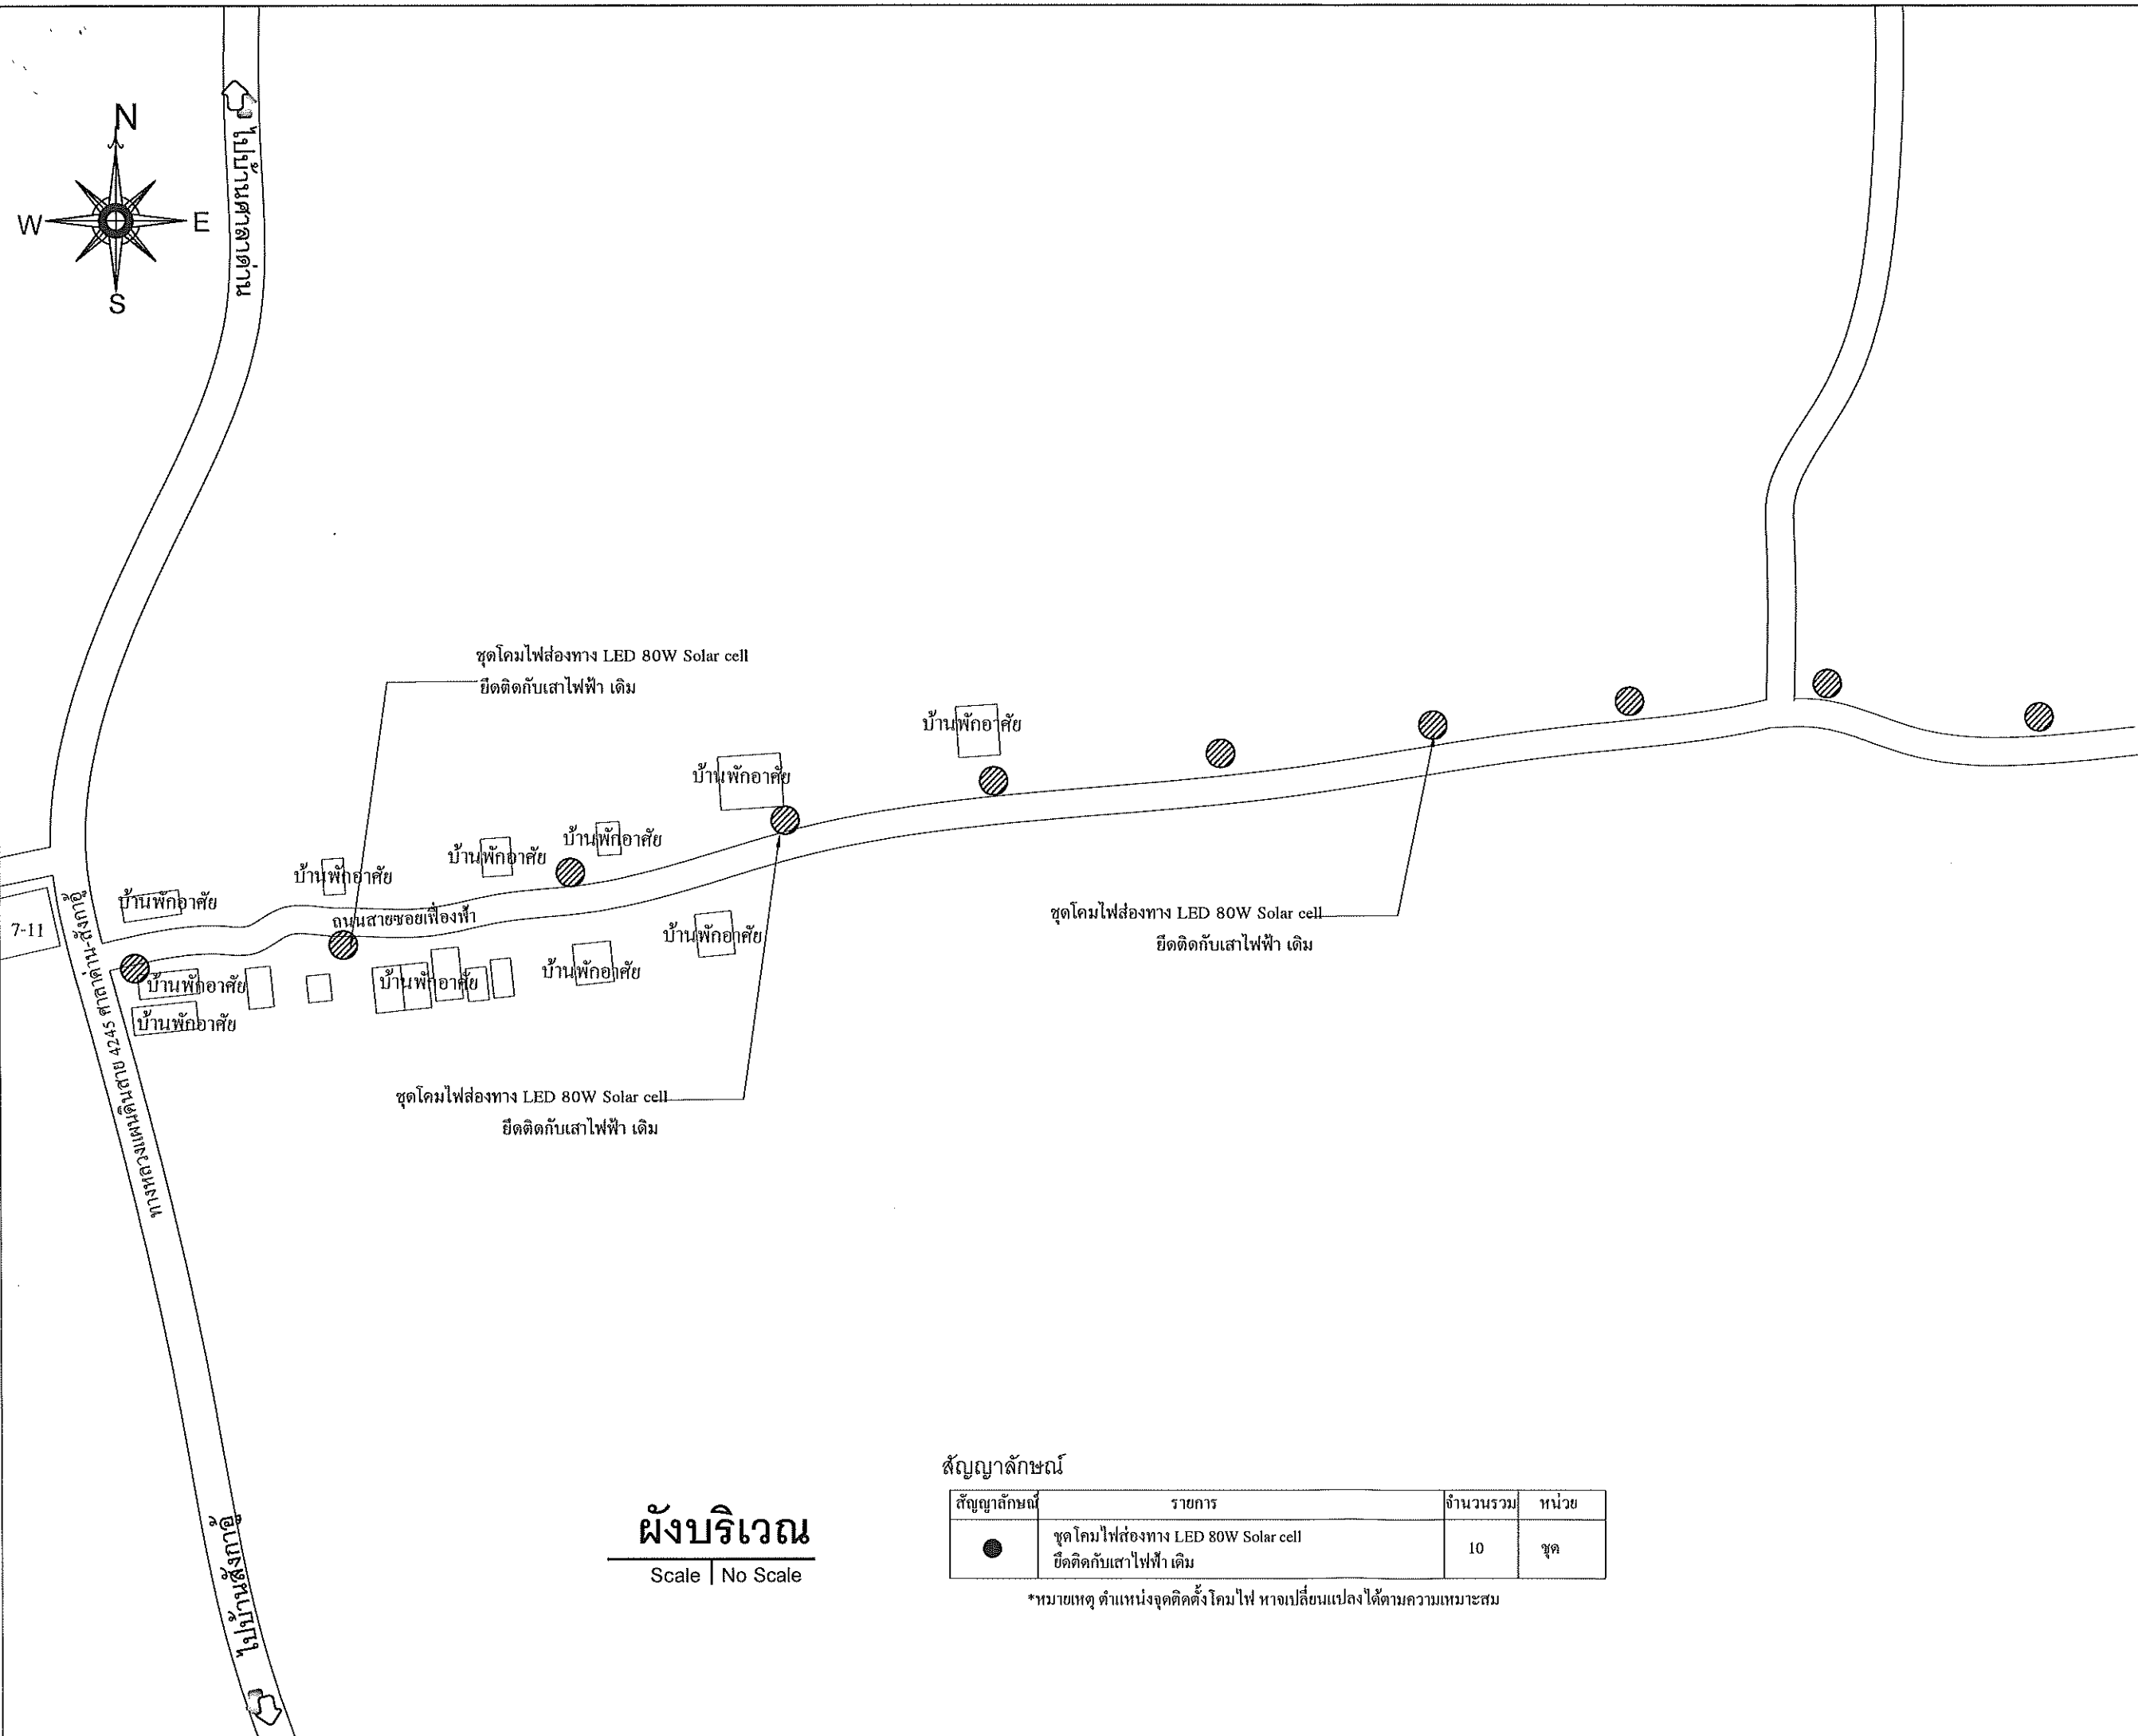 N
W
E
S
ไปบ้านศาลาด่าน
ชุดโคมไฟส่องทาง LED 80W Solar cell
ยึดติดกับเสาไฟฟ้า เดิม
บ้านพักอาศัย
บ้านพักอาศัย
บ้านพักอาศัย
บ้านพักอาศัย
บ้านพักอาศัย
บ้านพักอาศัย
7-11
ถนนสายซอยเฟื่องฟ้า
ทางหลวงแผ่นดินสาย 4245 ศาลาด่าน-สังกาอู้
บ้านพักอาศัย
บ้านพักอาศัย
บ้านพักอาศัย
บ้านพักอาศัย
บ้านพักอาศัย
ชุดโคมไฟส่องทาง LED 80W Solar cell
ยึดติดกับเสาไฟฟ้า เดิม
ชุดโคมไฟส่องทาง LED 80W Solar cell
ยึดติดกับเสาไฟฟ้า เดิม
ไปบ้านสังกาอู้
ผังบริเวณ
Scale No Scale
สัญญาลักษณ์
สัญญาลักษณ์ รายการ จำนวนรวม หน่วย
ชุดโคมไฟส่องทาง LED 80W Solar cell
ยึดติดกับเสาไฟฟ้า เดิม
10 ชุด
*หมายเหตุ ตำแหน่งจุดติดตั้งโคมไฟ หาจเปลี่ยนแปลงได้ตามความเหมาะสม